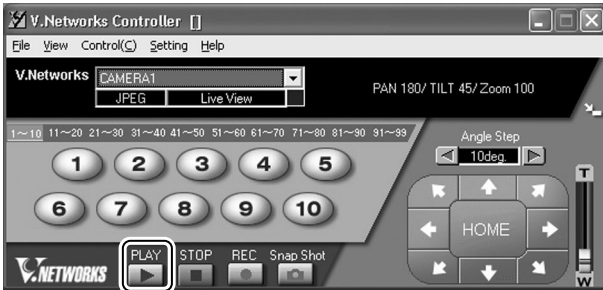 V.Networks Controller []
File View Control(C) Setting Help
V.Networks CAMERA1
JPEG Live View
PAN 180/ TILT 45/ Zoom 100
1～10 11～20 21～30 31～40 41～50 51～60 61～70 71～80 81～90 91～99
Angle Step
10deg.
1 2 3 4 5
6 7 8 9 10
T
HOME
W
PLAY STOP REC Snap Shot
V.NETWORKS